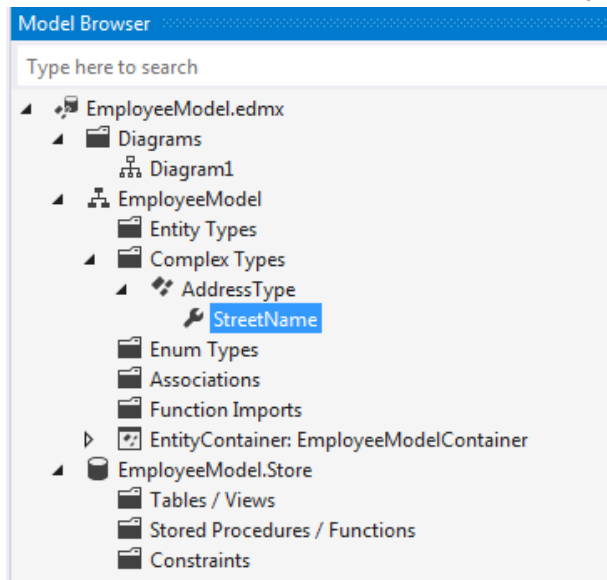 Model Browser
Type here to search
EmployeeModel.edmx
Diagrams
Diagram1
EmployeeModel
Entity Types
Complex Types
AddressType
StreetName
Enum Types
Associations
Function Imports
EntityContainer: EmployeeModelContainer
EmployeeModel.Store
Tables / Views
Stored Procedures / Functions
Constraints